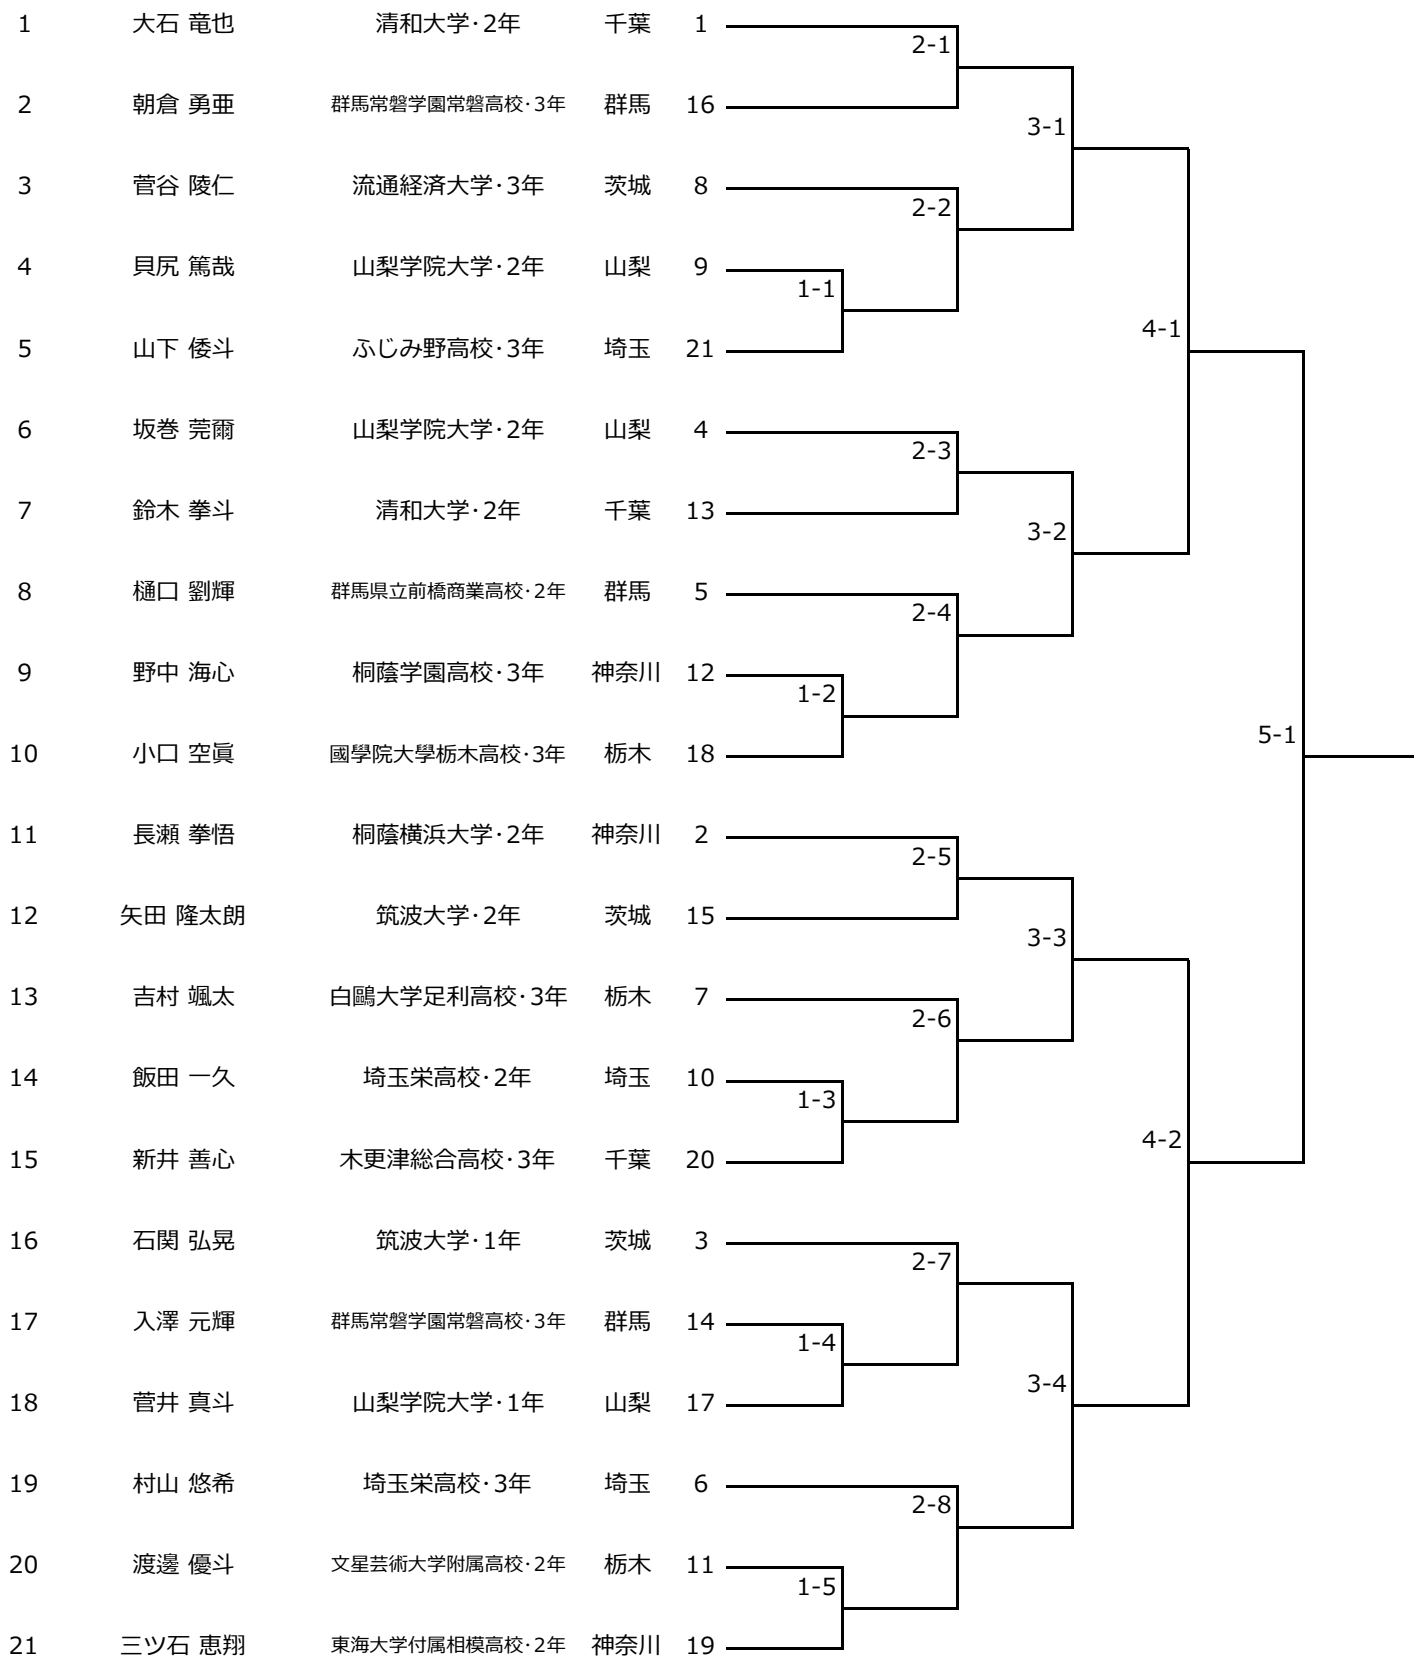 1 大石 竜也 清和大学・2年 千葉 1
2-1
2 朝倉 勇亜 群馬常磐学園常磐高校・3年 群馬 16
3-1
3 菅谷 陵仁 流通経済大学・3年 茨城 8
2-2
4 貝尻 篤哉 山梨学院大学・2年 山梨 9
1-1
4-1
5 山下 倭斗 ふじみ野高校・3年 埼玉 21
6 坂巻 莞爾 山梨学院大学・2年 山梨 4
2-3
7 鈴木 拳斗 清和大学・2年 千葉 13
3-2
8 樋口 劉輝 群馬県立前橋商業高校・2年 群馬 5
2-4
9 野中 海心 桐蔭学園高校・3年 神奈川 12
1-2
5-1
10 小口 空眞 國學院大學栃木高校・3年 栃木 18
11 長瀬 拳悟 桐蔭横浜大学・2年 神奈川 2
2-5
12 矢田 隆太朗 筑波大学・2年 茨城 15
3-3
13 吉村 颯太 白鷗大学足利高校・3年 栃木 7
2-6
14 飯田 一久 埼玉栄高校・2年 埼玉 10
1-3
4-2
15 新井 善心 木更津総合高校・3年 千葉 20
16 石関 弘晃 筑波大学・1年 茨城 3
2-7
17 入澤 元輝 群馬常磐学園常磐高校・3年 群馬 14
1-4
3-4
18 菅井 真斗 山梨学院大学・1年 山梨 17
19 村山 悠希 埼玉栄高校・3年 埼玉 6
2-8
20 渡邊 優斗 文星芸術大学附属高校・2年 栃木 11
1-5
21 三ツ石 恵翔 東海大学付属相模高校・2年 神奈川 19